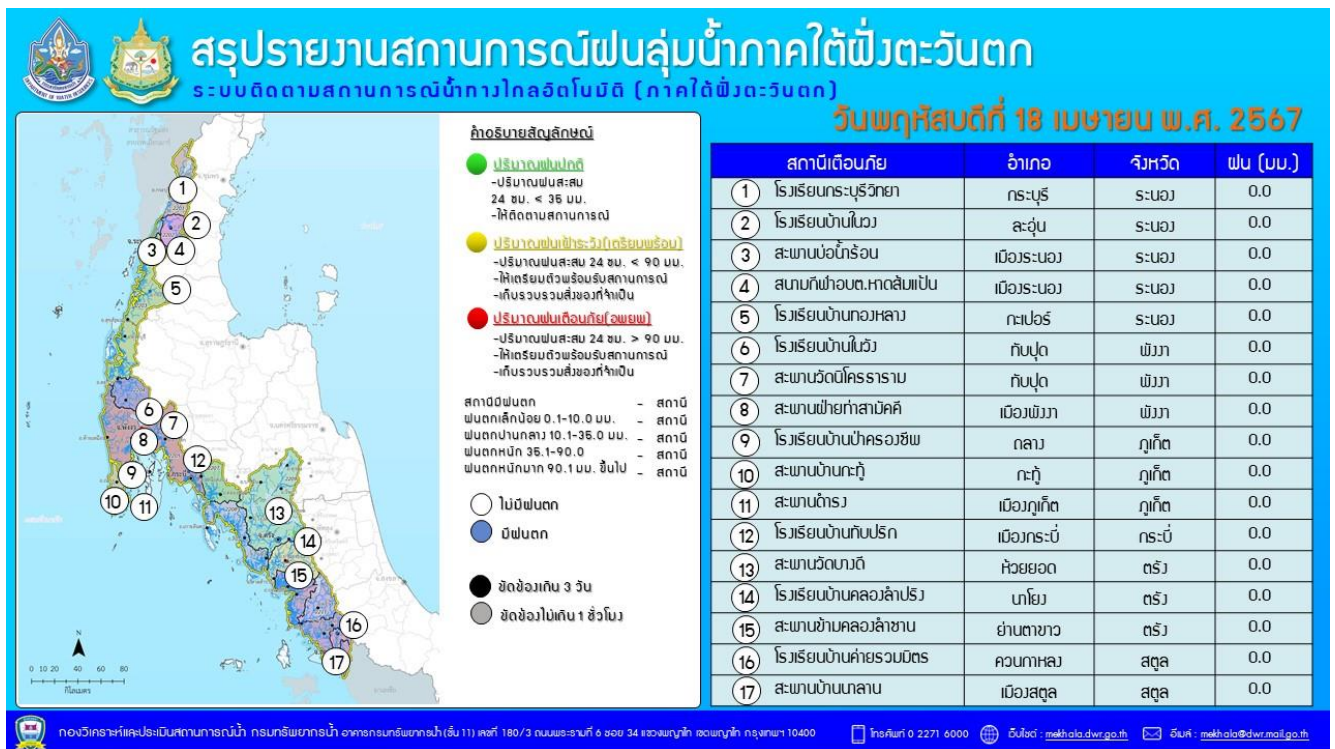 สรุปรายงานสถานการณ์ฝนลุ่มน้ำภาคใต้ฝั่งตะวันตก
ระบบติดตามสถานการณ์น้ำทางไกลอัตโนมัติ (ภาคใต้ฝั่งตะวันตก)
วันพฤหัสบดีที่ 18 เมษายน พ.ศ. 2567
คำอธิบายสัญลักษณ์
ปริมาณฝนปกติ
-ปริมาณฝนสะสม
24 ชม. < 35 มม.
-ให้ติดตามสถานการณ์
ปริมาณฝนเฝ้าระวัง(เตรียมพร้อม)
-ปริมาณฝนสะสม 24 ชม. < 90 มม.
-ให้เตรียมตัวพร้อมรับสถานการณ์
-เก็บรวบรวมสิ่งของที่จำเป็น
ปริมาณฝนเตือนภัย(อพยพ)
-ปริมาณฝนสะสม 24 ชม. > 90 มม.
-ให้เตรียมตัวพร้อมรับสถานการณ์
-เก็บรวบรวมสิ่งของที่จำเป็น
สถานีมีฝนตก - สถานี
ฝนตกเล็กน้อย 0.1-10.0 มม. - สถานี
ฝนตกปานกลาง 10.1-35.0 มม. - สถานี
ฝนตกหนัก 35.1-90.0 - สถานี
ฝนตกหนักมาก 90.1 มม. ขึ้นไป - สถานี
ไม่มีฝนตก
มีฝนตก
ขัดข้องเกิน 3 วัน
ขัดข้องไม่เกิน 1 ชั่วโมง
1
2
3 4
5
6
7
8
12
9
10 11
13
14
15
16
17
N
0 10 20 40 60 80
กิโลเมตร
สถานีเตือนภัย อำเภอ จังหวัด ฝน (มม.)
1 โรงเรียนกระบุรีวิทยา กระบุรี ระนอง 0.0
2 โรงเรียนบ้านในวง ละอุ่น ระนอง 0.0
3 สะพานบ่อน้ำร้อน เมืองระนอง ระนอง 0.0
4 สนามกีฬาอบต.หาดส้มแป้น เมืองระนอง ระนอง 0.0
5 โรงเรียนบ้านทองหลาง กะเปอร์ ระนอง 0.0
6 โรงเรียนบ้านในวัง ทับปุด พังงา 0.0
7 สะพานวัดนิโครธาราม ทับปุด พังงา 0.0
8 สะพานฝ่ายท่าสามัคคี เมืองพังงา พังงา 0.0
9 โรงเรียนบ้านป่าครองชีพ ถลาง ภูเก็ต 0.0
10 สะพานบ้านกะทู้ กะทู้ ภูเก็ต 0.0
11 สะพานดำรง เมืองภูเก็ต ภูเก็ต 0.0
12 โรงเรียนบ้านทับปริก เมืองกระบี่ กระบี่ 0.0
13 สะพานวัดบางดี ห้วยยอด ตรัง 0.0
14 โรงเรียนบ้านคลองลำปริง นาโยง ตรัง 0.0
15 สะพานข้ามคลองลำชาน ย่านตาขาว ตรัง 0.0
16 โรงเรียนบ้านค่ายรวมมิตร ควนกาหลง สตูล 0.0
17 สะพานบ้านนาลาน เมืองสตูล สตูล 0.0
กองวิเคราะห์และประเมินสถานการณ์น้ำ กรมทรัพยากรน้ำ อาคารกรมทรัพยากรน้ำ (ชั้น 11) เลขที่ 180/3 ถนนพระรามที่ 6 ซอย 34 แขวงพญาไท เขตพญาไท กรุงเทพฯ 10400 โทรศัพท์ 0 2271 6000 เว็บไซต์ : mekhala.dwr.go.th อีเมล์ : mekhala@dwr.mail.go.th